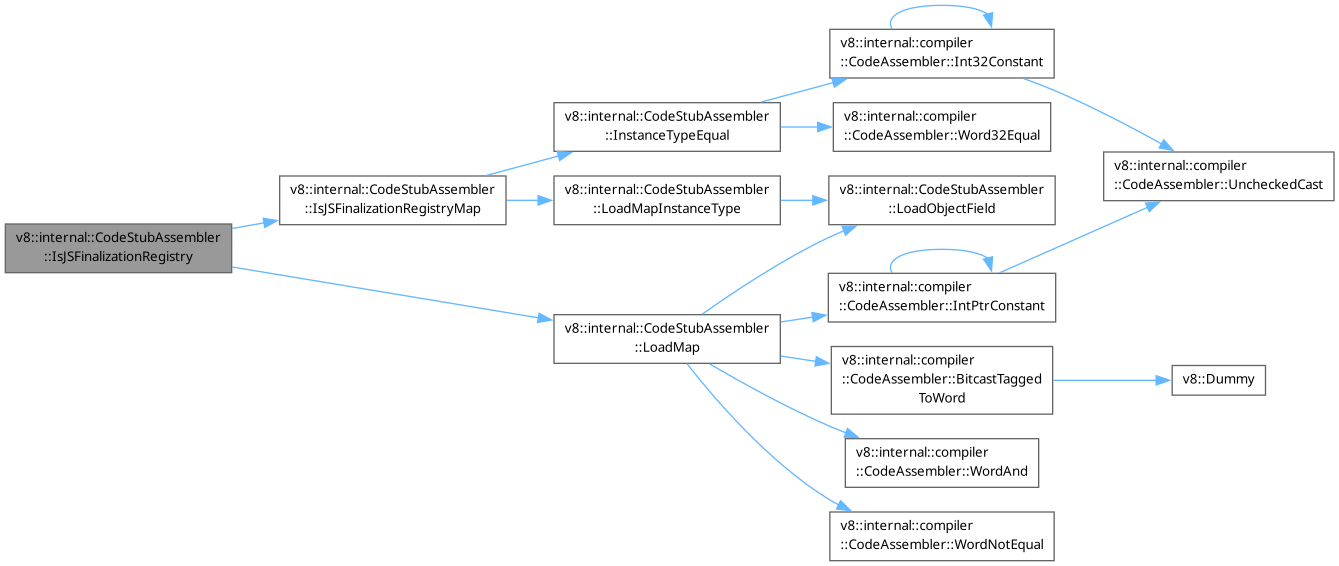 v8::internal::CodeStubAssembler
::IsJSFinalizationRegistry
v8::internal::CodeStubAssembler
::IsJSFinalizationRegistryMap
v8::internal::CodeStubAssembler
::InstanceTypeEqual
v8::internal::CodeStubAssembler
::LoadMapInstanceType
v8::internal::CodeStubAssembler
::LoadMap
v8::internal::compiler
::CodeAssembler::Int32Constant
v8::internal::compiler
::CodeAssembler::Word32Equal
v8::internal::CodeStubAssembler
::LoadObjectField
v8::internal::compiler
::CodeAssembler::IntPtrConstant
v8::internal::compiler
::CodeAssembler::BitcastTagged
ToWord
v8::internal::compiler
::CodeAssembler::WordAnd
v8::internal::compiler
::CodeAssembler::WordNotEqual
v8::internal::compiler
::CodeAssembler::UncheckedCast
v8::Dummy